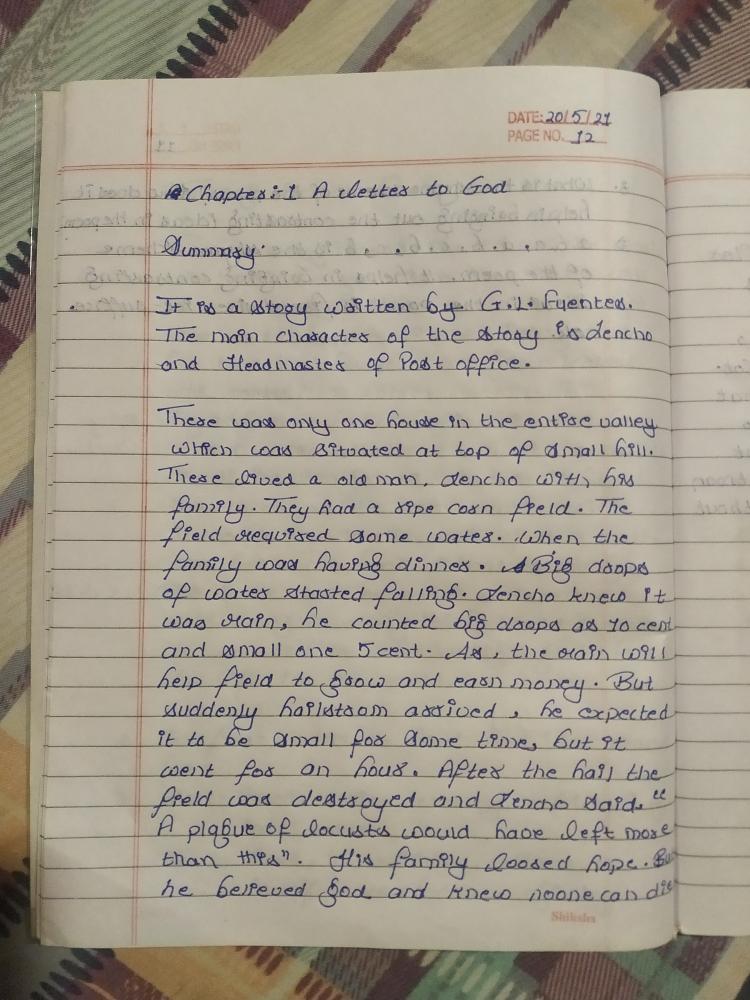 DATE: 20/5/21
PAGE NO. 12
Chapter:-1 A letter to God
Summary:
It is a story written by G.L. Fuentes.
The main character of the story is Lencho
and Headmaster of Post office.
There was only one house in the entire valley
which was situated at top of small hill.
There lived a old man, Lencho with his
family. They had a ripe corn field. The
field required some water. When the
family was having dinner. Big drops
of water started falling. Lencho knew it
was rain, he counted big drops as 10 cent
and small one 5 cent. As, the rain will
help field to grow and earn money. But
suddenly hailstrom arrived, he expected
it to be small for some time, but it
went for an hour. After the hail the
field was destroyed and Lencho said. "
A plague of locusts would have left more
than this". His family loosed hope. But
he believed god and knew noone can die
Shiksha